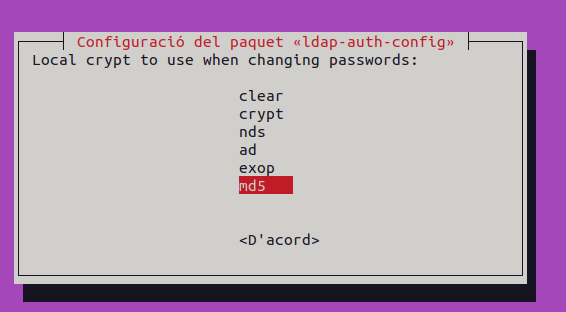 Configuració del paquet «ldap-auth-config»
Local crypt to use when changing passwords:
clear
crypt
nds
ad
exop
md5
<D'acord>